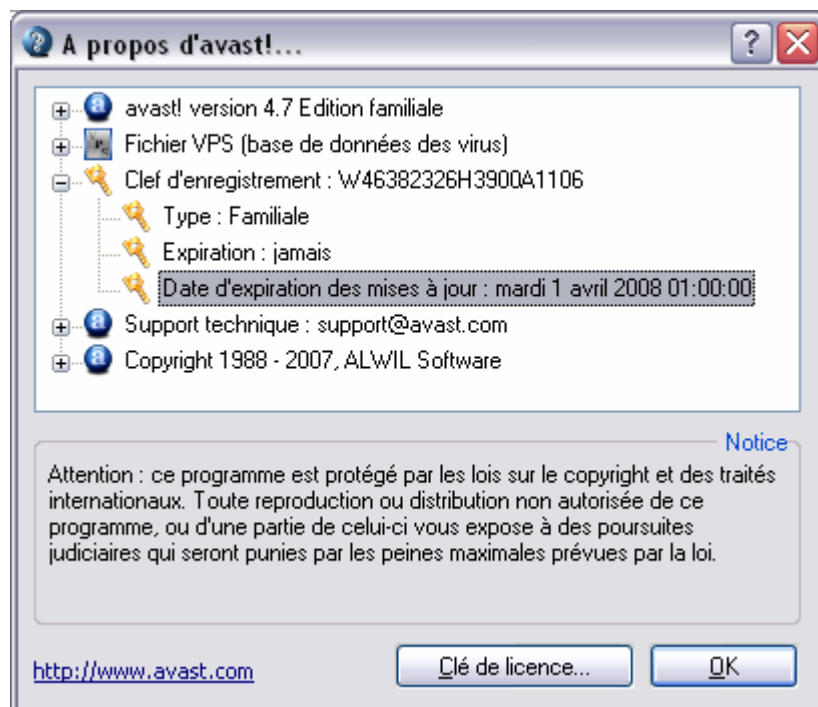 A propos d'avast!...
avast! version 4.7 Edition familiale
Fichier VPS (base de données des virus)
Clef d'enregistrement : W46382326H3900A1106
Type : Familiale
Expiration : jamais
Date d'expiration des mises à jour : mardi 1 avril 2008 01:00:00
Support technique : support@avast.com
Copyright 1988 - 2007, ALWIL Software
Notice
Attention : ce programme est protégé par les lois sur le copyright et des traités
internationaux. Toute reproduction ou distribution non autorisée de ce
programme, ou d'une partie de celui-ci vous expose à des poursuites
judiciaires qui seront punies par les peines maximales prévues par la loi.
http://www.avast.com
Clé de licence...
OK